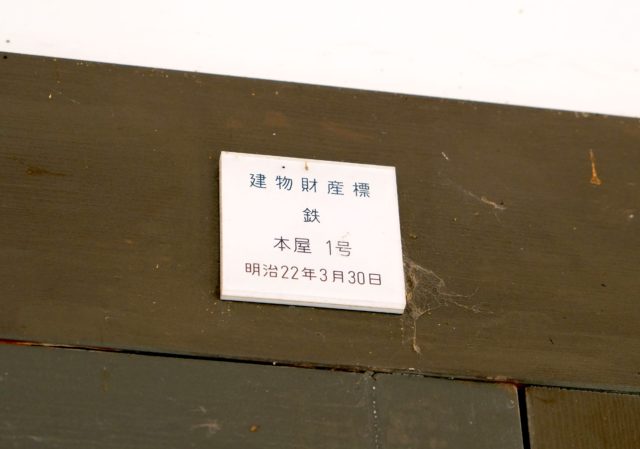 建物財産標
鉄
本屋 1号
明治22年3月30日